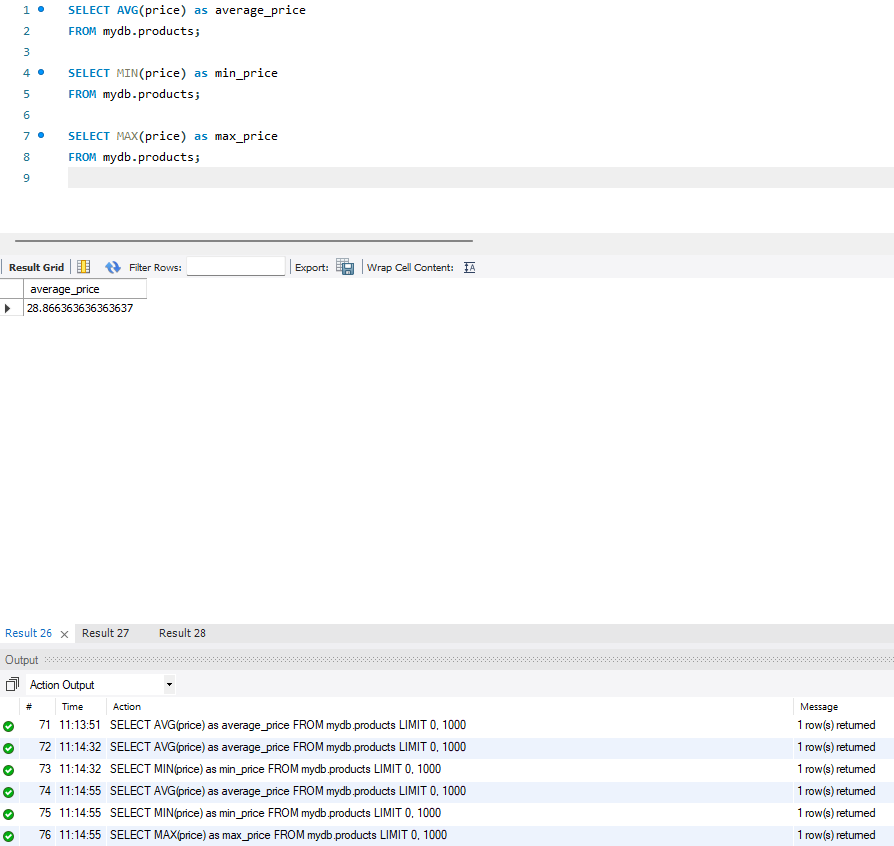 1 SELECT AVG(price) as average_price
2 FROM mydb.products;
3
4 SELECT MIN(price) as min_price
5 FROM mydb.products;
6
7 SELECT MAX(price) as max_price
8 FROM mydb.products;
9
Result Grid Filter Rows: Export: Wrap Cell Content: IA
average_price
28.866363636363637
Result 26 Result 27 Result 28
Output
Action Output
# Time Action Message
71 11:13:51 SELECT AVG(price) as average_price FROM mydb.products LIMIT 0, 1000 1 row(s) returned
72 11:14:32 SELECT AVG(price) as average_price FROM mydb.products LIMIT 0, 1000 1 row(s) returned
73 11:14:32 SELECT MIN(price) as min_price FROM mydb.products LIMIT 0, 1000 1 row(s) returned
74 11:14:55 SELECT AVG(price) as average_price FROM mydb.products LIMIT 0, 1000 1 row(s) returned
75 11:14:55 SELECT MIN(price) as min_price FROM mydb.products LIMIT 0, 1000 1 row(s) returned
76 11:14:55 SELECT MAX(price) as max_price FROM mydb.products LIMIT 0, 1000 1 row(s) returned